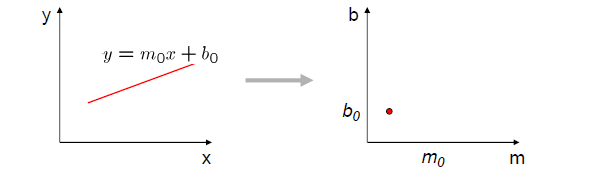 y
y = m₀x + b₀
x
b
b₀
m₀
m